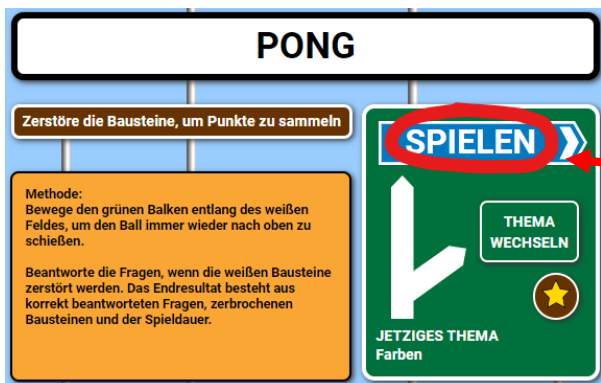 PONG
Zerstöre die Bausteine, um Punkte zu sammeln
Methode:
Bewege den grünen Balken entlang des weißen
Feldes, um den Ball immer wieder nach oben zu
schießen.
Beantworte die Fragen, wenn die weißen Bausteine
zerstört werden. Das Endresultat besteht aus
korrekt beantworteten Fragen, zerbrochenen
Bausteinen und der Spieldauer.
SPIELEN
THEMA
WECHSELN
JETZIGES THEMA
Farben